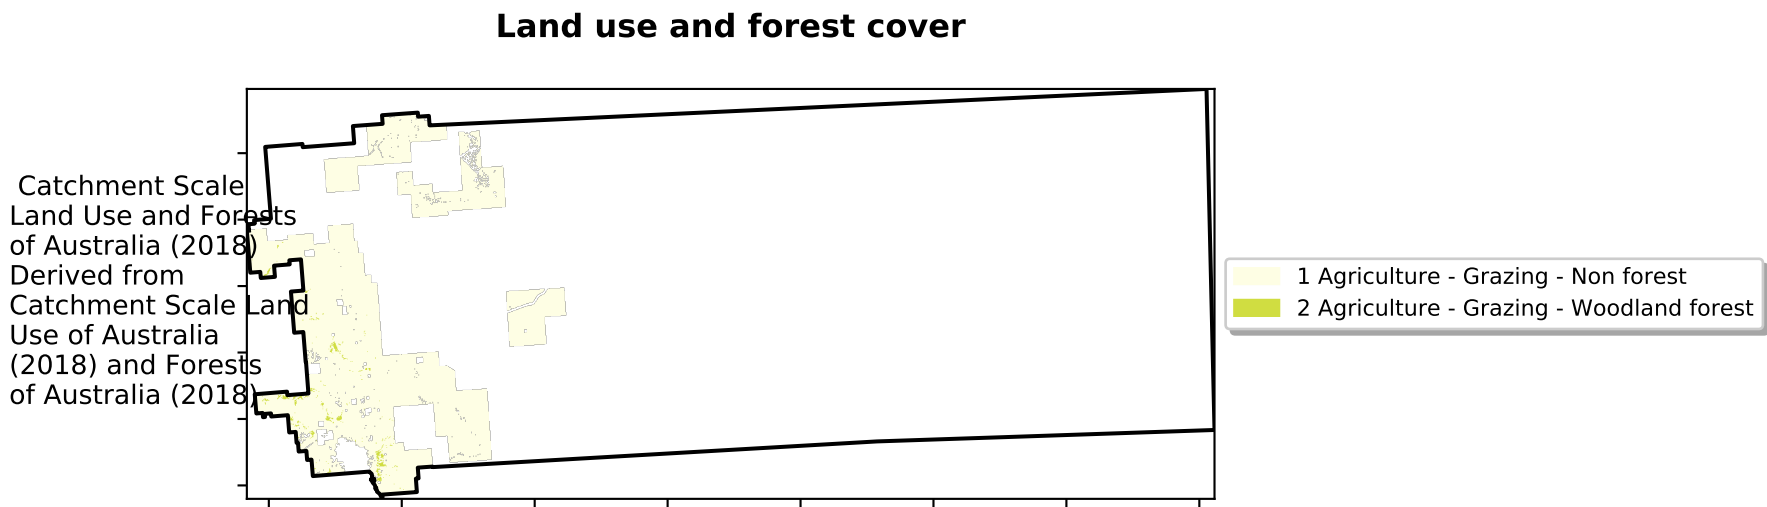 Land use and forest cover
Catchment Scale
Land Use and Forests
of Australia (2018)
Derived from
Catchment Scale Land
Use of Australia
(2018) and Forests
of Australia (2018)
1 Agriculture - Grazing - Non forest
2 Agriculture - Grazing - Woodland forest